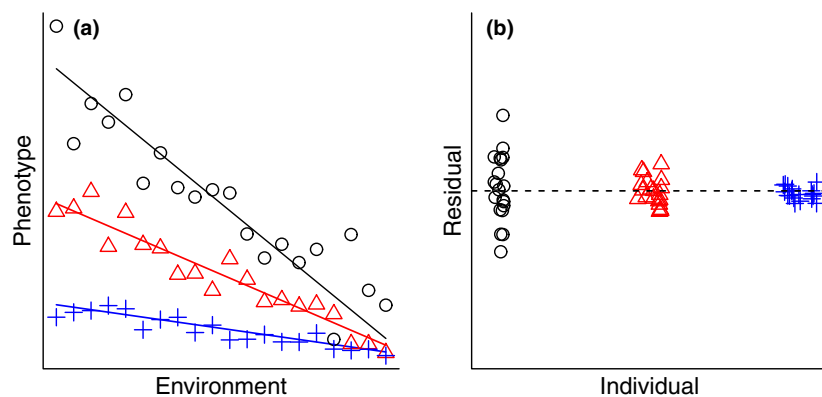 (a)
Phenotype
Environment
(b)
Residual
Individual